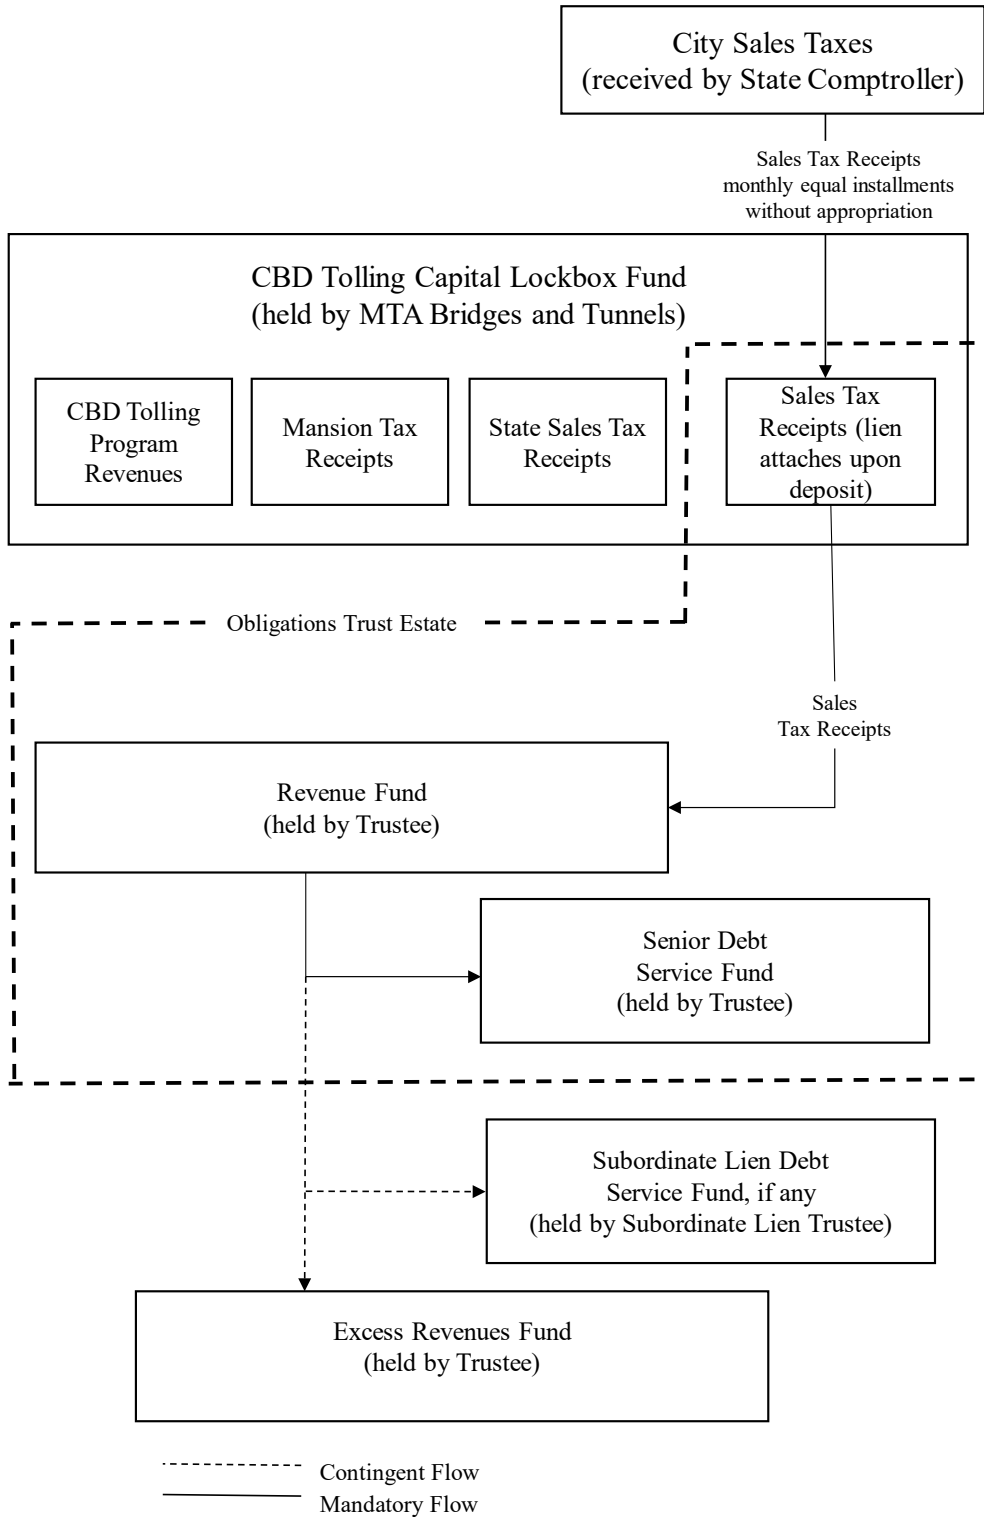 City Sales Taxes
(received by State Comptroller)
Sales Tax Receipts
monthly equal installments
without appropriation
CBD Tolling Capital Lockbox Fund
(held by MTA Bridges and Tunnels)
CBD Tolling
Program
Revenues
Mansion Tax
Receipts
State Sales Tax
Receipts
Sales Tax
Receipts (lien
attaches upon
deposit)
Obligations Trust Estate
Sales
Tax Receipts
Revenue Fund
(held by Trustee)
Senior Debt
Service Fund
(held by Trustee)
Subordinate Lien Debt
Service Fund, if any
(held by Subordinate Lien Trustee)
Excess Revenues Fund
(held by Trustee)
Contingent Flow
Mandatory Flow